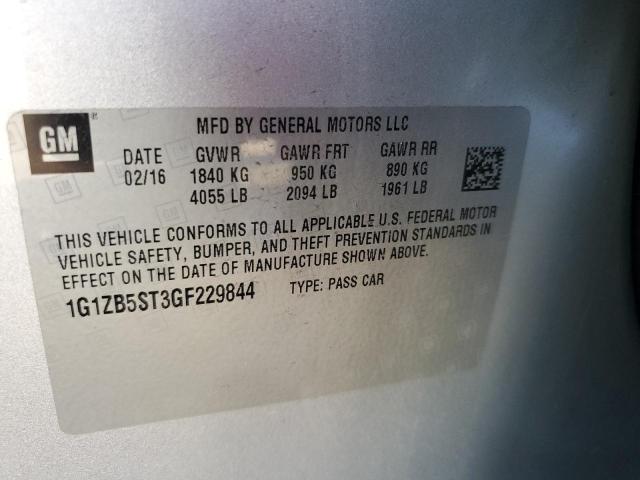 GM
MFD BY GENERAL MOTORS LLC
DATE GVWR GAWR FRT GAWR RR
02/16 1840 KG 950 KG 890 KG
4055 LB 2094 LB 1961 LB
THIS VEHICLE CONFORMS TO ALL APPLICABLE U.S. FEDERAL MOTOR
VEHICLE SAFETY, BUMPER, AND THEFT PREVENTION STANDARDS IN
EFFECT ON THE DATE OF MANUFACTURE SHOWN ABOVE.
1G1ZB5ST3GF229844 TYPE: PASS CAR